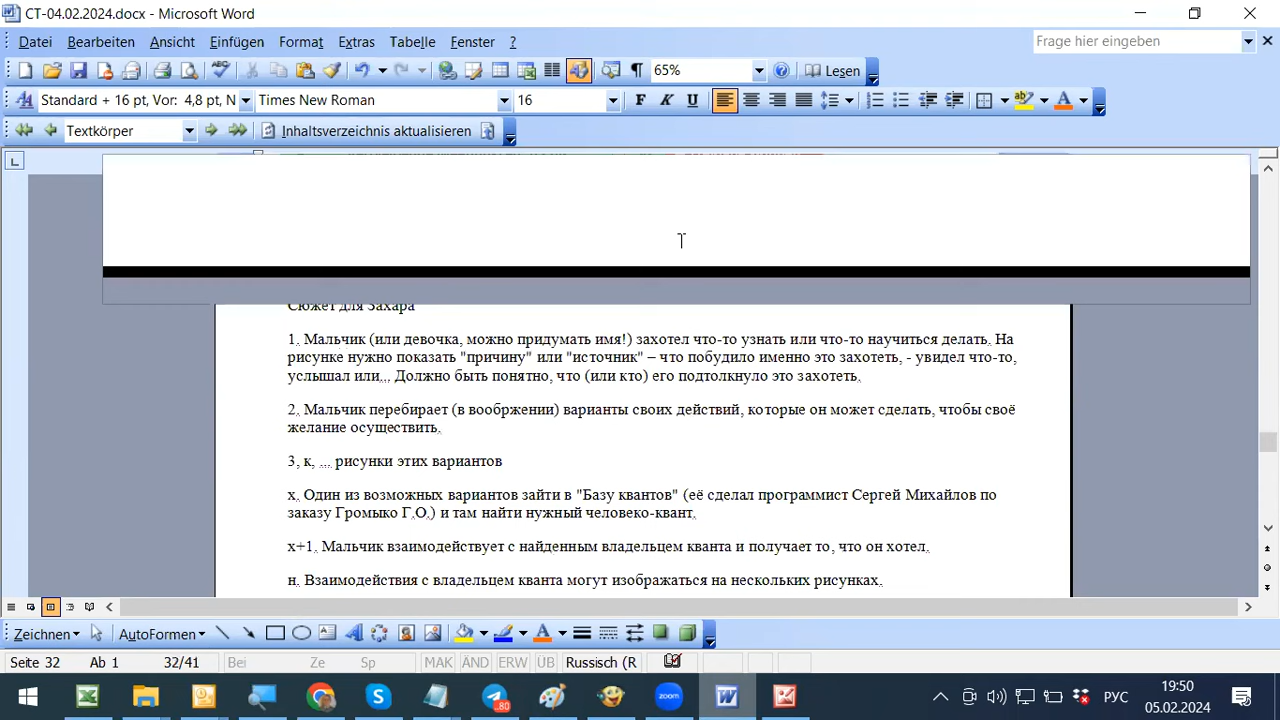 CT-04.02.2024.docx - Microsoft Word
Datei Bearbeiten Ansicht Einfügen Format Extras Tabelle Fenster ? Frage hier eingeben
65% Lesen
Standard + 16 pt, Vor: 4,8 pt, N Times New Roman 16 F K U
Textkörper Inhaltsverzeichnis aktualisieren
Сюжет для Захара
1. Мальчик (или девочка, можно придумать имя!) захотел что-то узнать или что-то научиться делать. На
рисунке нужно показать "причину" или "источник" – что побудило именно это захотеть, - увидел что-то,
услышал или... Должно быть понятно, что (или кто) его подтолкнуло это захотеть.
2. Мальчик перебирает (в вообржении) варианты своих действий, которые он может сделать, чтобы своё
желание осуществить.
3, к, ... рисунки этих вариантов
х. Один из возможных вариантов зайти в "Базу квантов" (её сделал программист Сергей Михайлов по
заказу Громыко Г.О.) и там найти нужный человеко-квант.
х+1. Мальчик взаимодействует с найденным владельцем кванта и получает то, что он хотел.
н. Взаимодействия с владельцем кванта могут изображаться на нескольких рисунках.
Zeichnen AutoFormen
Seite 32 Ab 1 32/41 Bei Ze Sp MAK ÄND ERW ÜB Russisch (R
80 zoom РУС 19:50
05.02.2024